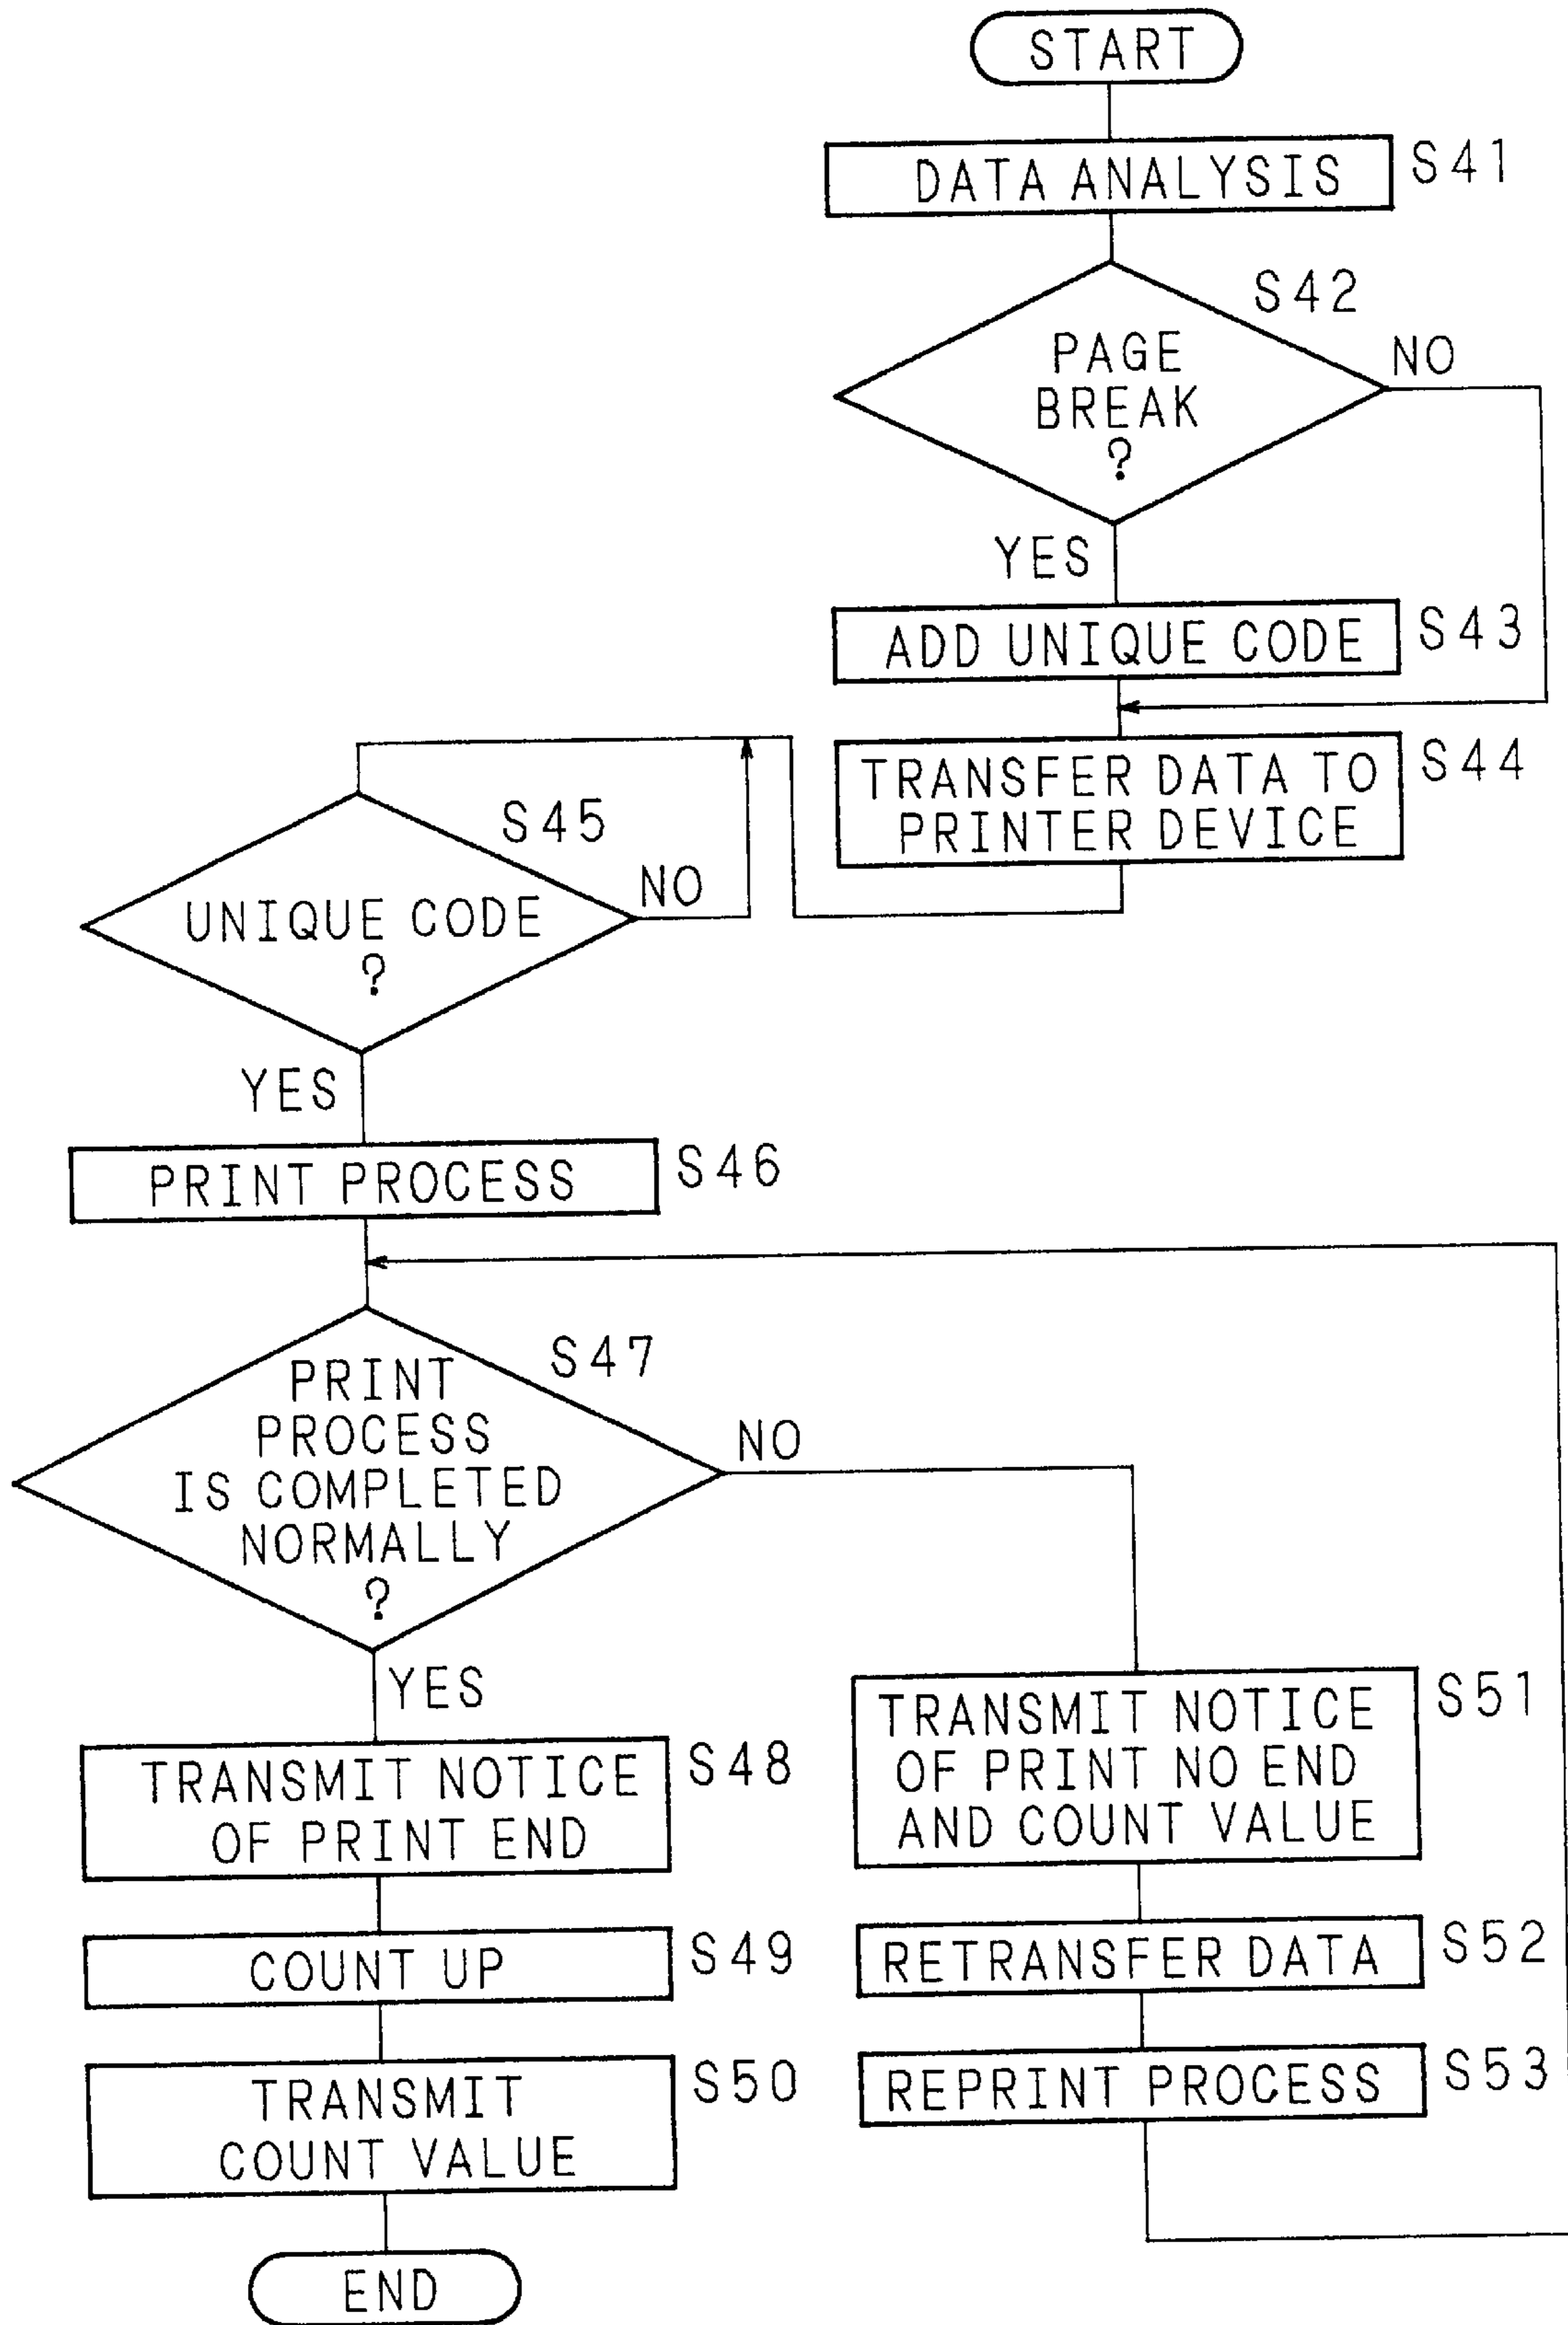 START
DATA ANALYSIS
S41
S42
PAGE
BREAK
?
NO
YES
ADD UNIQUE CODE
S43
TRANSFER DATA TO
PRINTER DEVICE
S44
S45
UNIQUE CODE
?
NO
YES
PRINT PROCESS
S46
S47
PRINT
PROCESS
IS COMPLETED
NORMALLY
?
NO
YES
TRANSMIT NOTICE
OF PRINT END
S48
COUNT UP
S49
TRANSMIT
COUNT VALUE
S50
END
TRANSMIT NOTICE
OF PRINT NO END
AND COUNT VALUE
S51
RETRANSFER DATA
S52
REPRINT PROCESS
S53